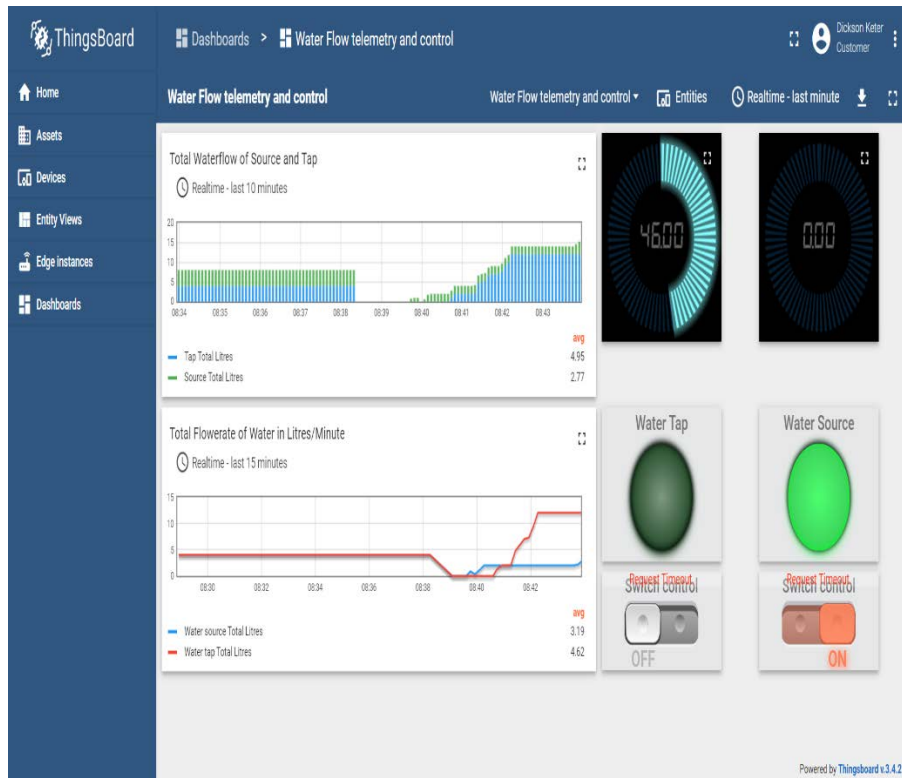 ThingsBoard
Dashboards > Water Flow telemetry and control
Dickson Keter
Customer
Home
Assets
Devices
Entity Views
Edge instances
Dashboards
Water Flow telemetry and control
Water Flow telemetry and control
Entities
Realtime - last minute
Total Waterflow of Source and Tap
Realtime - last 10 minutes
20
15
10
5
0
08:34 08:35 08:36 08:37 08:38 08:39 08:40 08:41 08:42 08:43
avg
Tap Total Litres 4.95
Source Total Litres 2.77
46.00
0.00
Total Flowerate of Water in Litres/Minute
Realtime - last 15 minutes
15
10
5
0
08:30 08:32 08:34 08:36 08:38 08:40 08:42
avg
Water source Total Litres 3.19
Water tap Total Litres 4.62
Water Tap
Request Timeout
Switch control
OFF
Water Source
Request Timeout
Switch control
ON
Powered by Thingsboard v.3.4.2